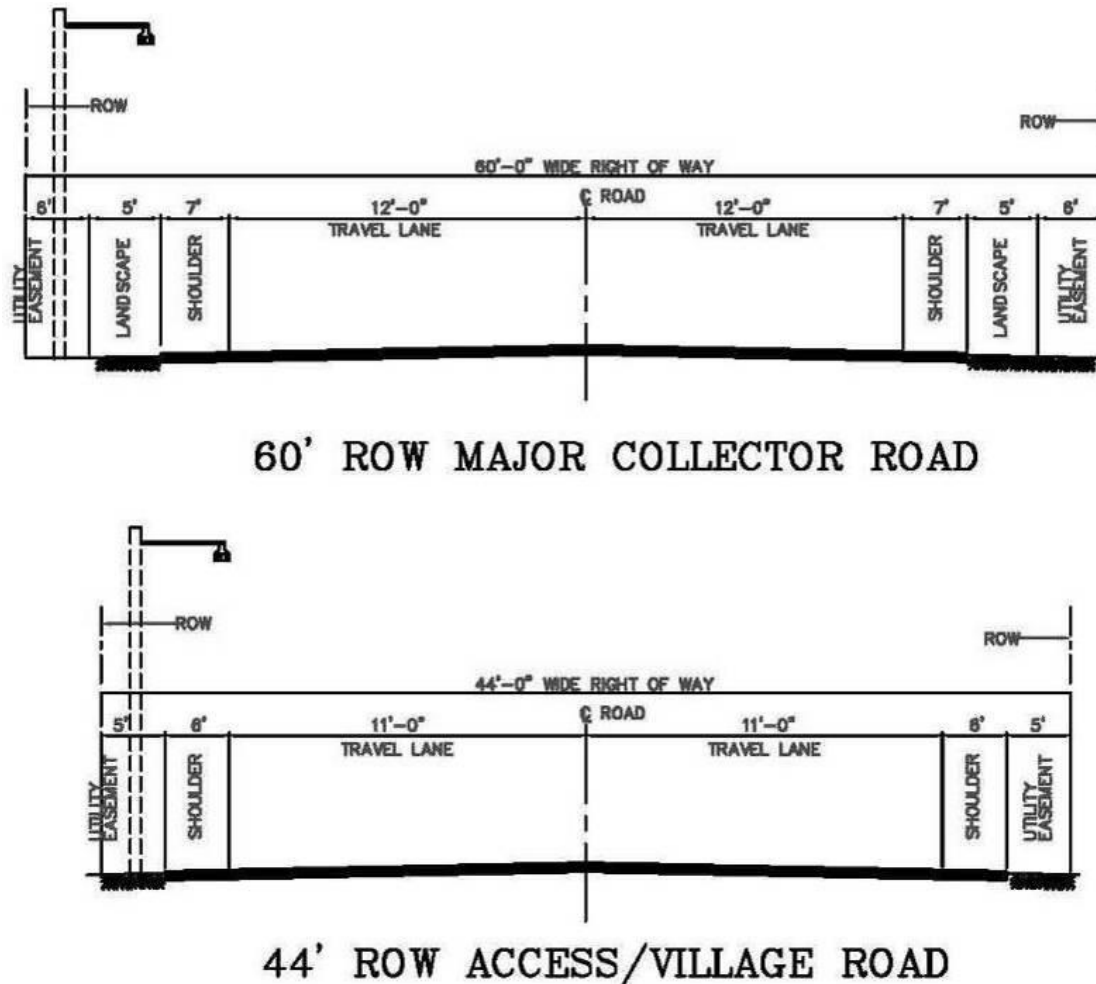 ROW
ROW
60'-0" WIDE RIGHT OF WAY
℄ ROAD
6' 5' 7' 12'-0" 12'-0" 7' 5' 6'
TRAVEL LANE TRAVEL LANE
UTILITY EASEMENT LANDSCAPE SHOULDER SHOULDER LANDSCAPE UTILITY EASEMENT
60' ROW MAJOR COLLECTOR ROAD
ROW
ROW
44'-0" WIDE RIGHT OF WAY
℄ ROAD
5' 6' 11'-0" 11'-0" 6' 5'
TRAVEL LANE TRAVEL LANE
UTILITY EASEMENT SHOULDER SHOULDER UTILITY EASEMENT
44' ROW ACCESS/VILLAGE ROAD